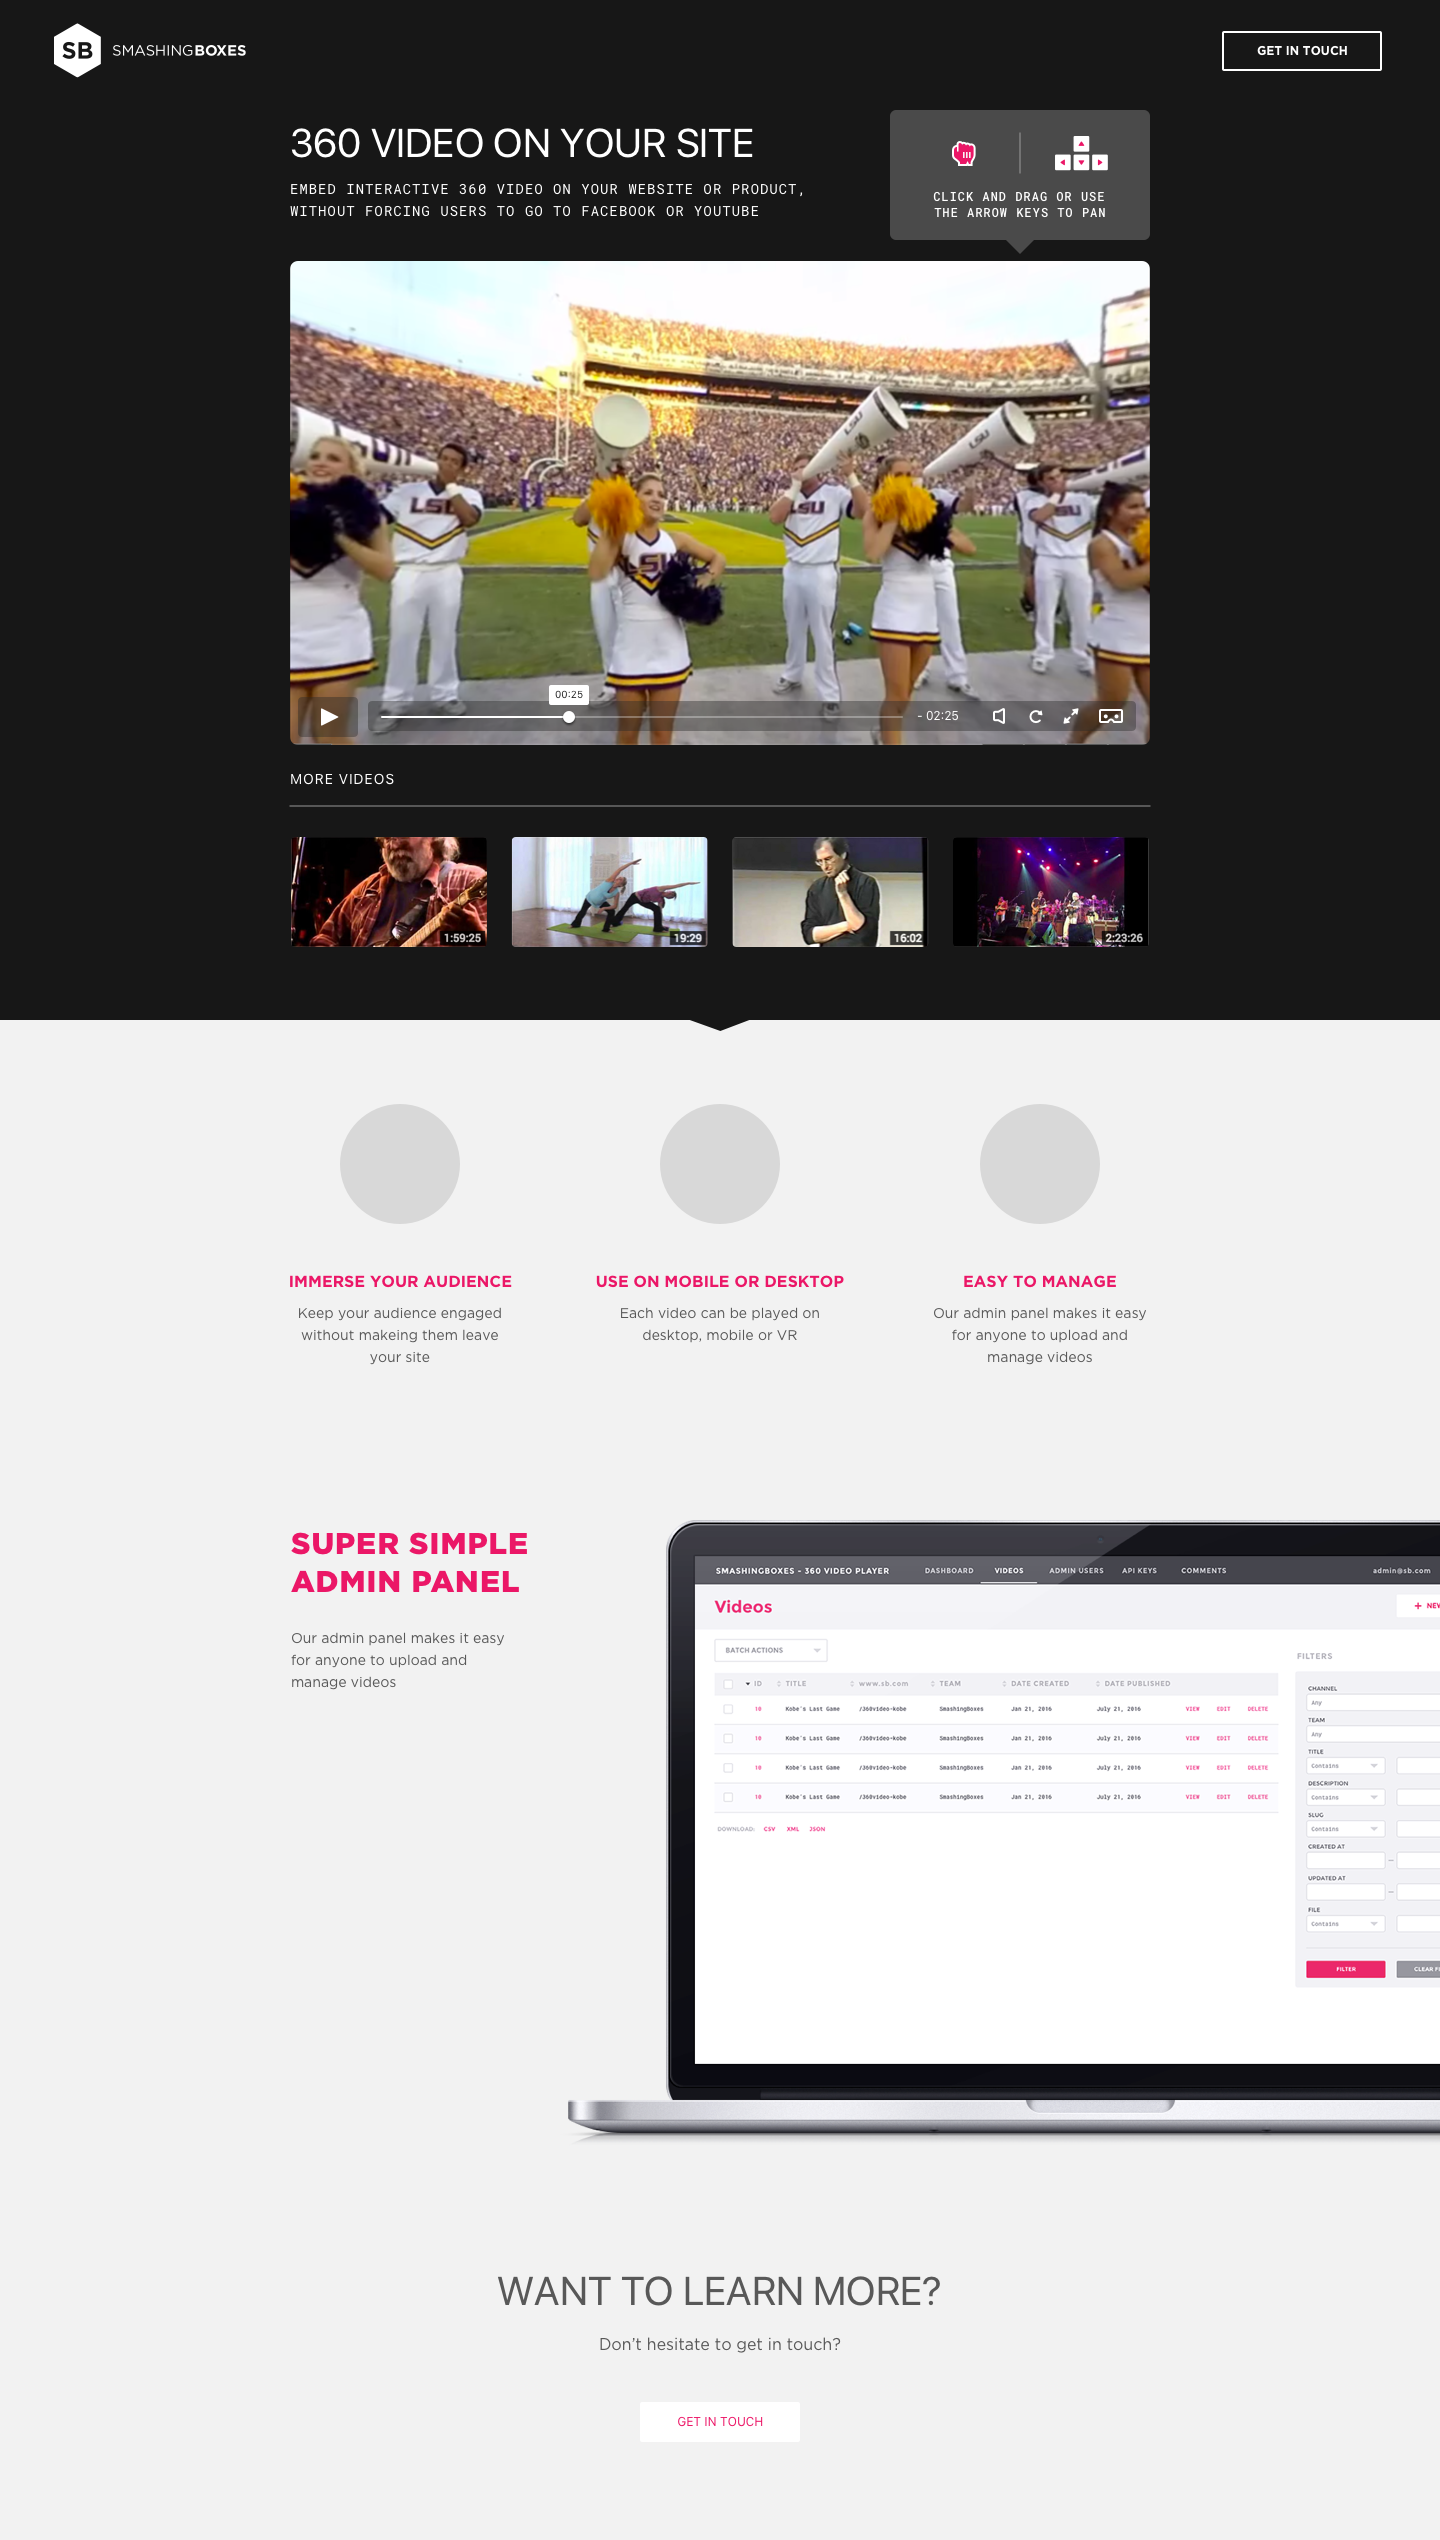 SB SMASHINGBOXES
GET IN TOUCH
360 VIDEO ON YOUR SITE
EMBED INTERACTIVE 360 VIDEO ON YOUR WEBSITE OR PRODUCT,
WITHOUT FORCING USERS TO GO TO FACEBOOK OR YOUTUBE
CLICK AND DRAG OR USE
THE ARROW KEYS TO PAN
LSU
LSU
LSU
LSU
LSU
00:25
- 02:25
MORE VIDEOS
1:59:25
19:29
16:02
2:23:26
IMMERSE YOUR AUDIENCE
Keep your audience engaged
without makeing them leave
your site
USE ON MOBILE OR DESKTOP
Each video can be played on
desktop, mobile or VR
EASY TO MANAGE
Our admin panel makes it easy
for anyone to upload and
manage videos
SUPER SIMPLE
ADMIN PANEL
Our admin panel makes it easy
for anyone to upload and
manage videos
SMASHINGBOXES - 360 VIDEO PLAYER DASHBOARD VIDEOS ADMIN USERS API KEYS COMMENTS admin@sb.com
Videos
+ NEW
BATCH ACTIONS
ID TITLE www.sb.com TEAM DATE CREATED DATE PUBLISHED
10 Kobe's Last Game /360video-kobe SmashingBoxes Jan 21, 2016 July 21, 2016 VIEW EDIT DELETE
10 Kobe's Last Game /360video-kobe SmashingBoxes Jan 21, 2016 July 21, 2016 VIEW EDIT DELETE
10 Kobe's Last Game /360video-kobe SmashingBoxes Jan 21, 2016 July 21, 2016 VIEW EDIT DELETE
10 Kobe's Last Game /360video-kobe SmashingBoxes Jan 21, 2016 July 21, 2016 VIEW EDIT DELETE
DOWNLOAD: CSV XML JSON
FILTERS
CHANNEL
Any
TEAM
Any
TITLE
Contains
DESCRIPTION
Contains
SLUG
Contains
CREATED AT
UPDATED AT
FILE
Contains
FILTER CLEAR
WANT TO LEARN MORE?
Don't hesitate to get in touch?
GET IN TOUCH